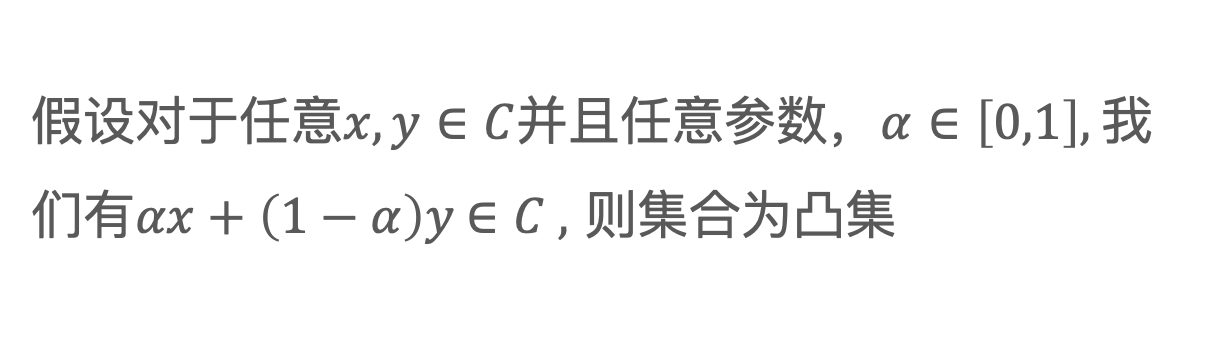 假设对于任意x, y ∈ C并且任意参数，α ∈ [0,1], 我
们有αx + (1 − α)y ∈ C , 则集合为凸集